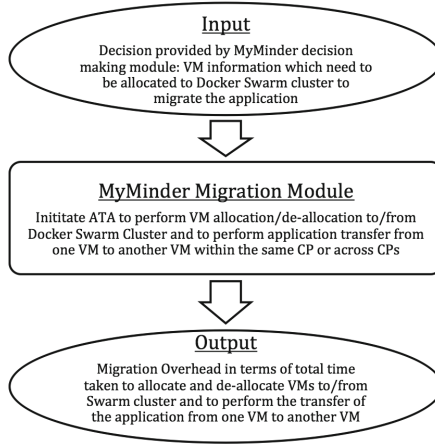 Input
Decision provided by MyMinder decision
making module: VM information which need to
be allocated to Docker Swarm cluster to
migrate the application
MyMinder Migration Module
Inititate ATA to perform VM allocation/de-allocation to/from
Docker Swarm Cluster and to perform application transfer from
one VM to another VM within the same CP or across CPs
Output
Migration Overhead in terms of total time
taken to allocate and de-allocate VMs to/from
Swarm cluster and to perform the transfer of
the application from one VM to another VM